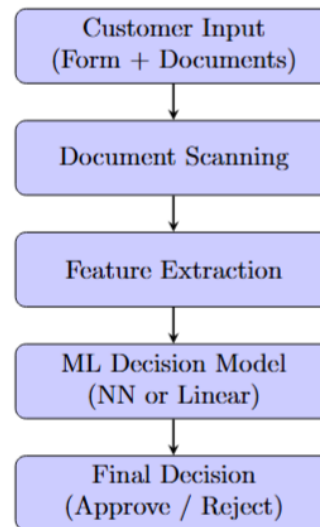 Customer Input
(Form + Documents)
Document Scanning
Feature Extraction
ML Decision Model
(NN or Linear)
Final Decision
(Approve / Reject)